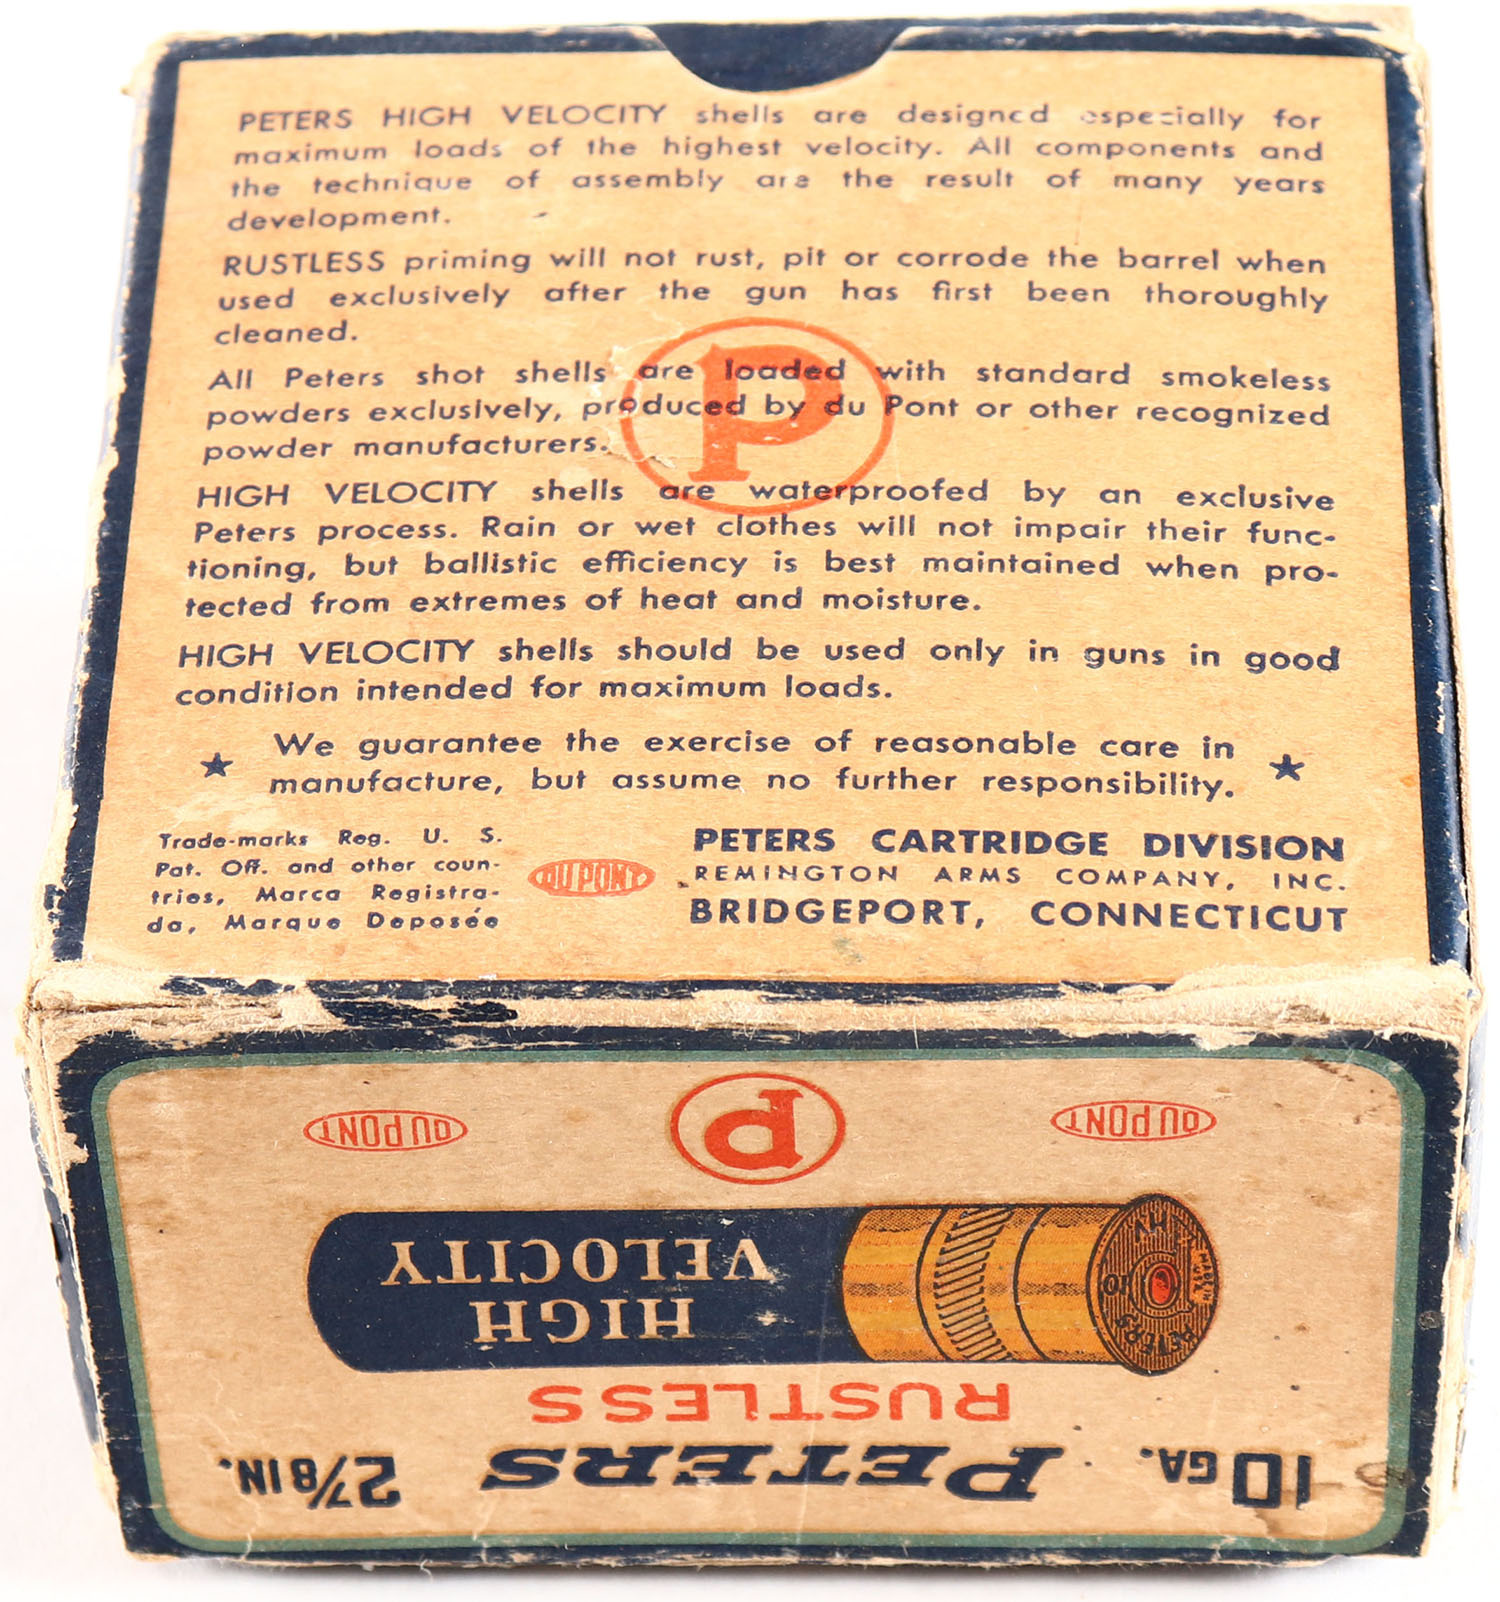 PETERS HIGH VELOCITY shells are designed especially for
maximum loads of the highest velocity. All components and
the technique of assembly are the result of many years
development.
RUSTLESS priming will not rust, pit or corrode the barrel when
used exclusively after the gun has first been thoroughly
cleaned.
P
All Peters shot shells are loaded with standard smokeless
powders exclusively, produced by du Pont or other recognized
powder manufacturers.
HIGH VELOCITY shells are waterproofed by an exclusive
Peters process. Rain or wet clothes will not impair their func-
tioning, but ballistic efficiency is best maintained when pro-
tected from extremes of heat and moisture.
HIGH VELOCITY shells should be used only in guns in good
condition intended for maximum loads.
We guarantee the exercise of reasonable care in
manufacture, but assume no further responsibility.
Trade-marks Reg. U. S.
Pat. Off. and other coun-
tries, Marca Registra-
da, Marque Deposée
DU PONT
PETERS CARTRIDGE DIVISION
REMINGTON ARMS COMPANY, INC.
BRIDGEPORT, CONNECTICUT
10 GA. PETERS 2 7/8 IN.
RUSTLESS
HIGH
VELOCITY
PETERS 10 P HV MADE IN USA
DU PONT P DU PONT